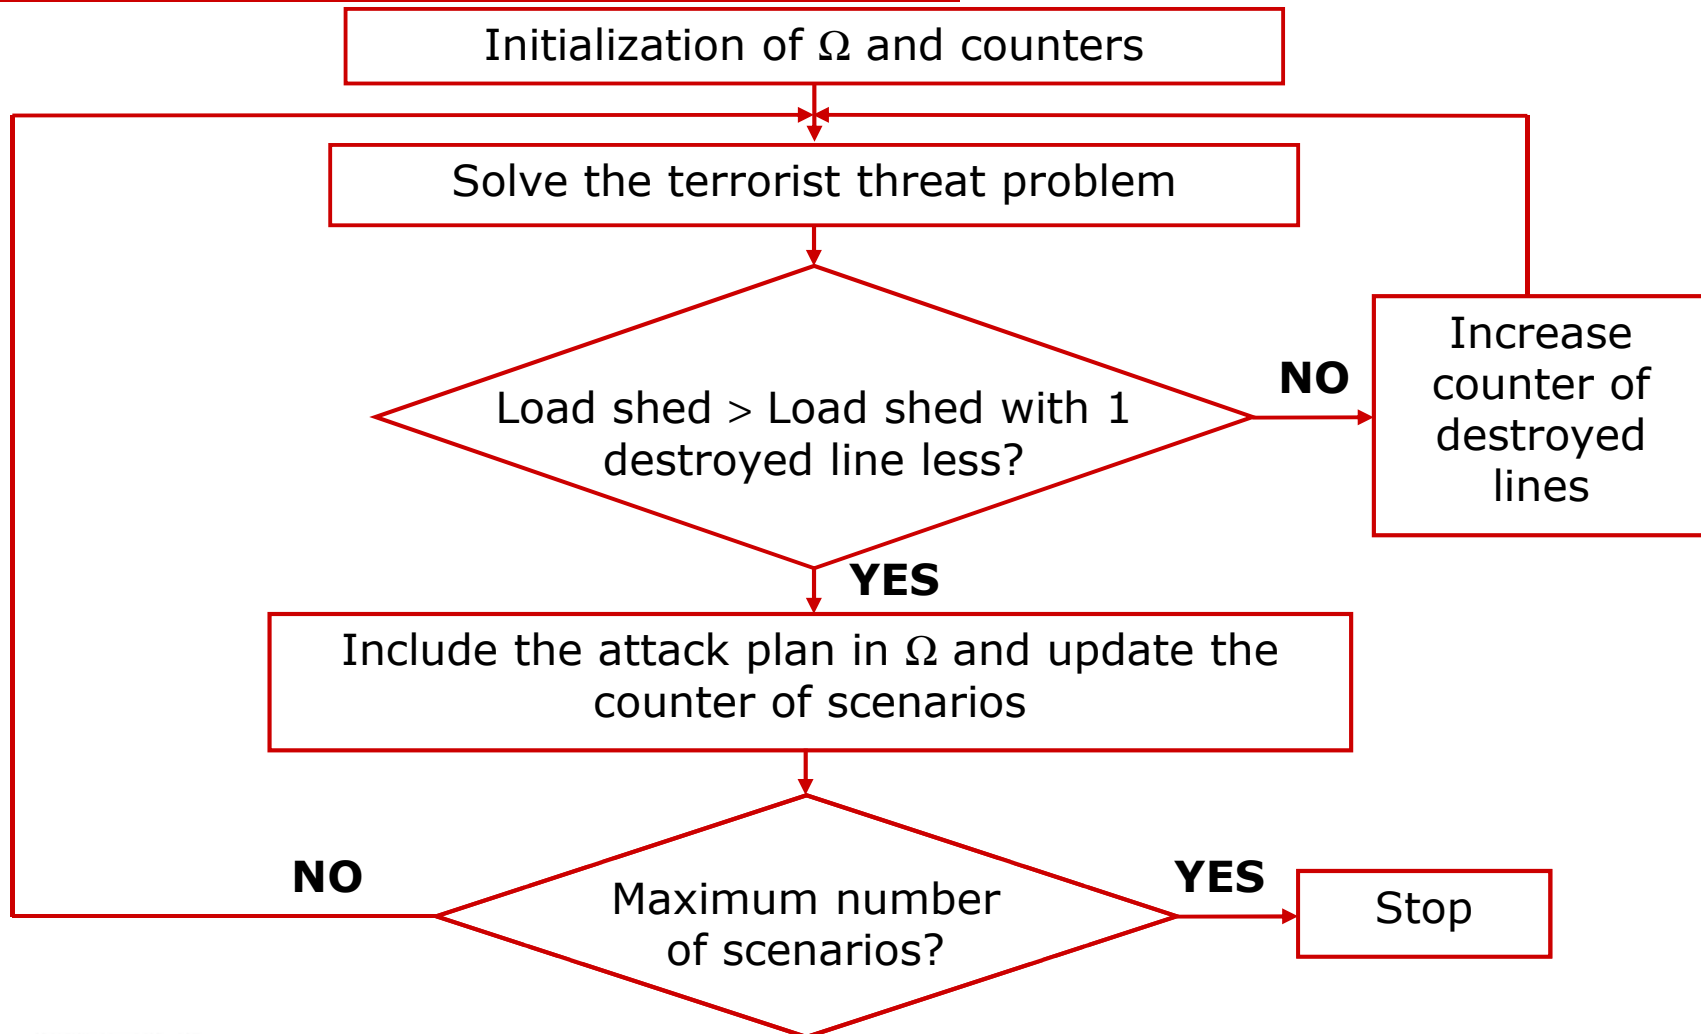 Initialization of Ω and counters
Solve the terrorist threat problem
Increase
counter of
destroyed
lines
NO
Load shed > Load shed with 1
destroyed line less?
YES
Include the attack plan in Ω and update the
counter of scenarios
NO
YES
Maximum number
of scenarios?
Stop